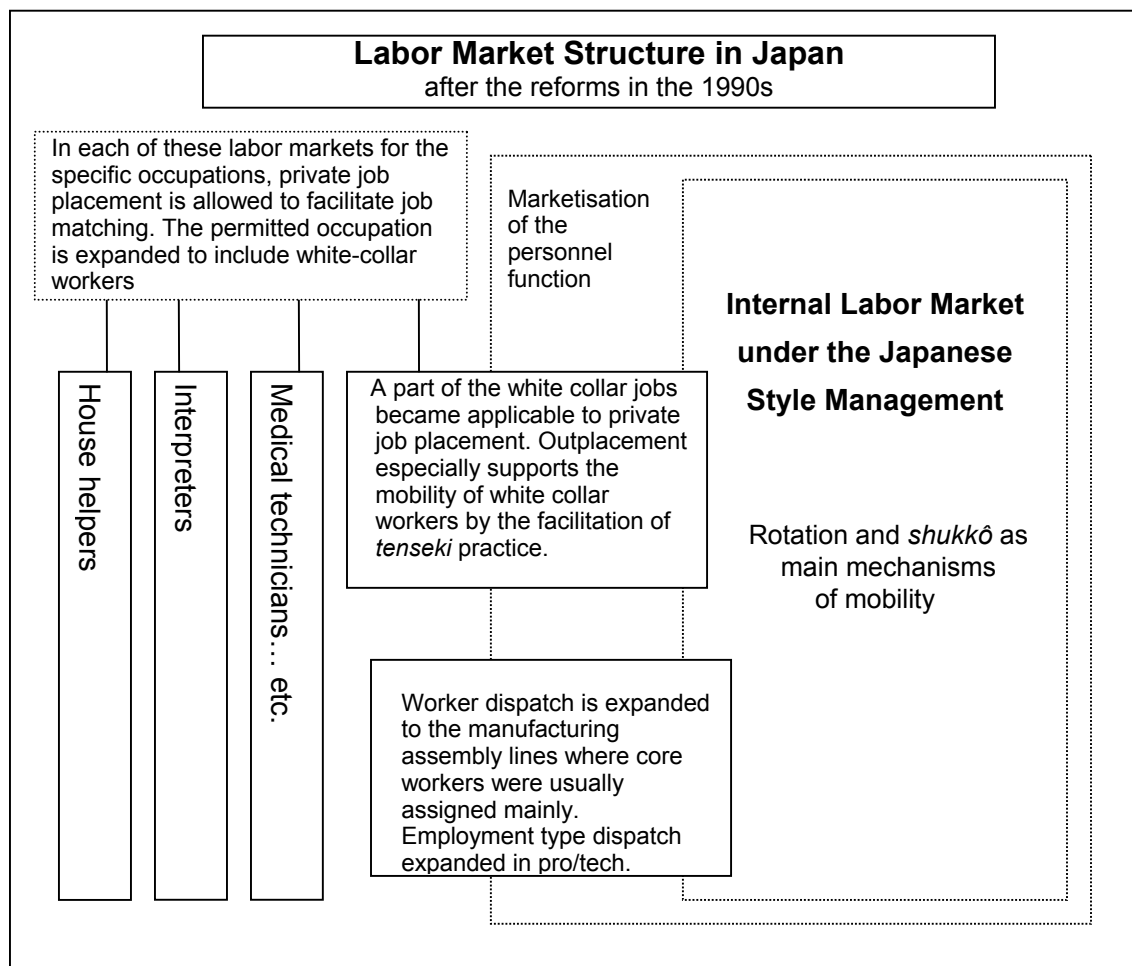 Labor Market Structure in Japan
after the reforms in the 1990s
In each of these labor markets for the
specific occupations, private job
placement is allowed to facilitate job
matching. The permitted occupation
is expanded to include white-collar
workers
Marketisation
of the
personnel
function
Internal Labor Market
under the Japanese
Style Management
Rotation and shukkô as
main mechanisms
of mobility
House helpers
Interpreters
Medical technicians… etc.
A part of the white collar jobs
became applicable to private
job placement. Outplacement
especially supports the
mobility of white collar
workers by the facilitation of
tenseki practice.
Worker dispatch is expanded
to the manufacturing
assembly lines where core
workers were usually
assigned mainly.
Employment type dispatch
expanded in pro/tech.